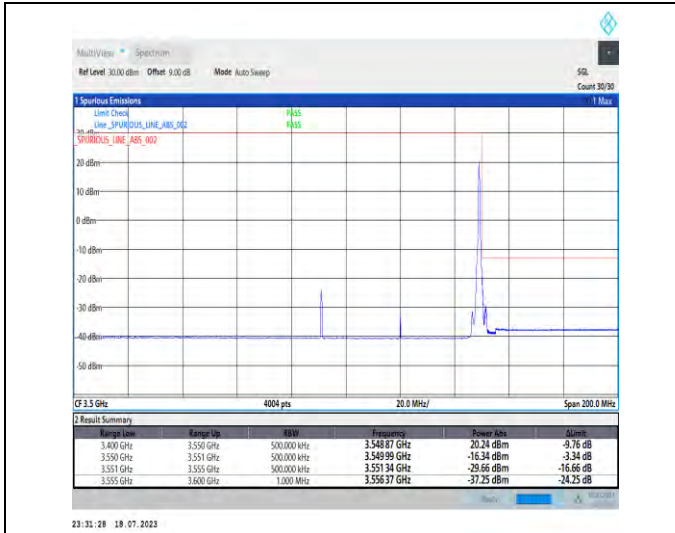 MultiView Spectrum
Ref Level 30.00 dBm Offset 9.00 dB Mode Auto Sweep SGL
Count 30/30
1 Spurious Emissions 1 Max
Limit Check PASS
Line _SPURIOUS_LINE_ABS_002 PASS
30 dBm
_SPURIOUS_LINE_ABS_002
20 dBm
10 dBm
0 dBm
-10 dBm
-20 dBm
-30 dBm
-40 dBm
-50 dBm
CF 3.5 GHz 4004 pts 20.0 MHz/ Span 200.0 MHz
2 Result Summary
Range Low Range Up RBW Frequency Power Abs ΔLimit
3.400 GHz 3.550 GHz 500.000 kHz 3.548 87 GHz 20.24 dBm -9.76 dB
3.550 GHz 3.551 GHz 500.000 kHz 3.549 99 GHz -16.34 dBm -3.34 dB
3.551 GHz 3.555 GHz 500.000 kHz 3.551 34 GHz -29.66 dBm -16.66 dB
3.555 GHz 3.600 GHz 1.000 MHz 3.556 37 GHz -37.25 dBm -24.25 dB
Ready
23:31:28 18.07.2023